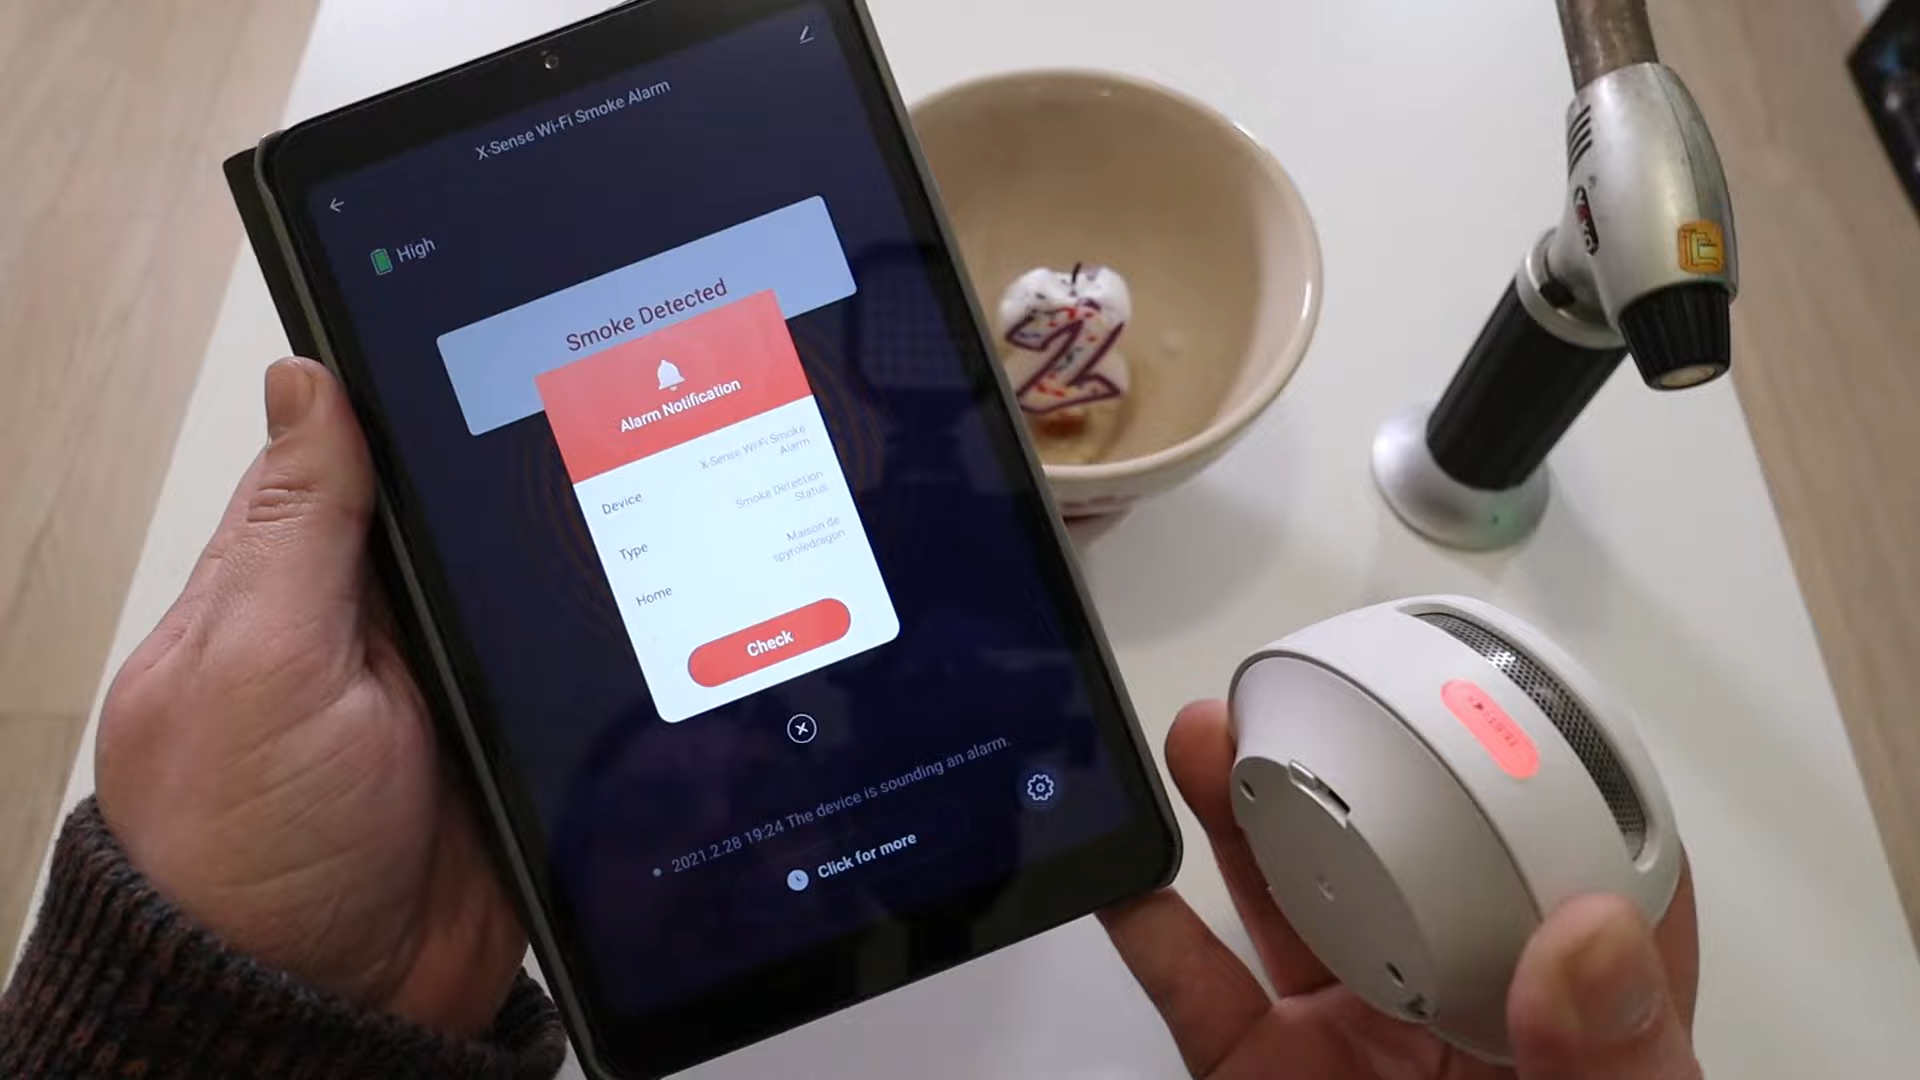 X-Sense Wi-Fi Smoke Alarm
High
Smoke Detected
Alarm Notification
Device
X-Sense Wi-Fi Smoke
Alarm
Type
Smoke Detection
Status
Home
Maison de
spyroledragon
Check
2021.2.28 19:24 The device is sounding an alarm.
Click for more
2
TEST